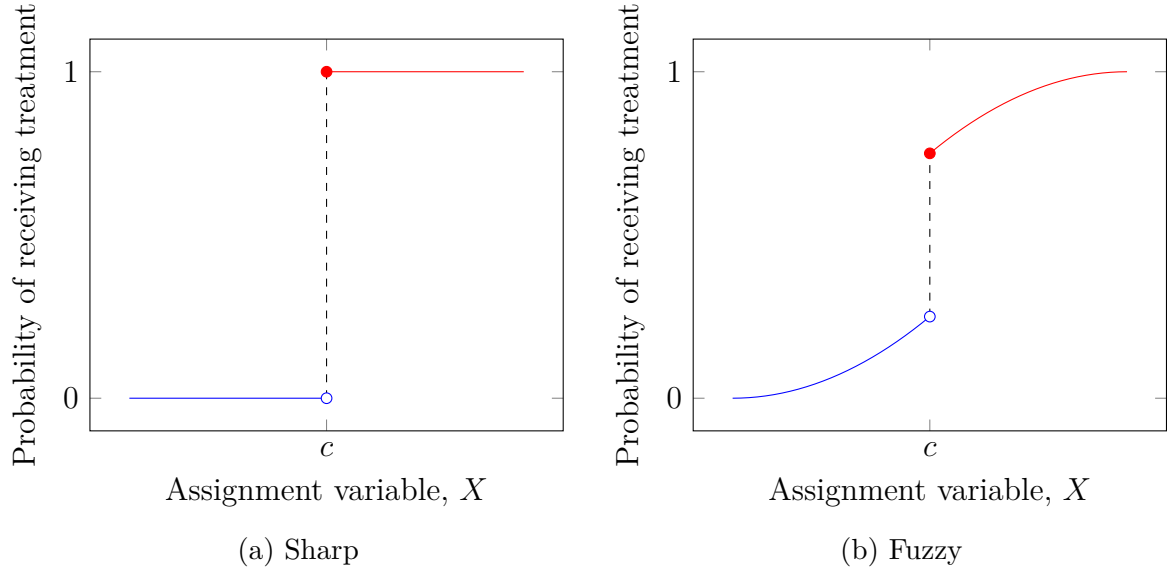 Probability of receiving treatment
1
0
c
Assignment variable, X
(a) Sharp
Probability of receiving treatment
1
0
c
Assignment variable, X
(b) Fuzzy